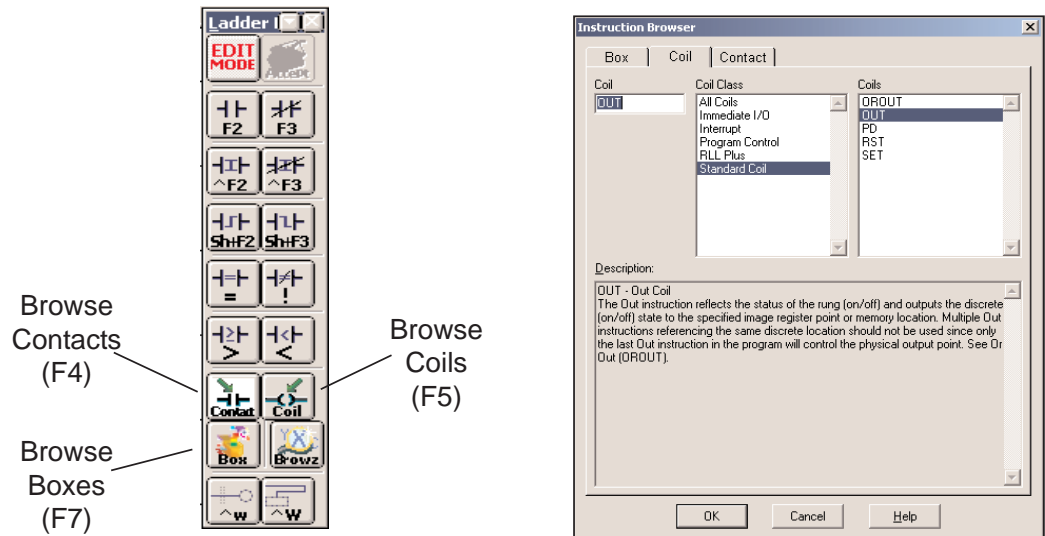 Ladder
EDIT
MODE
Accept
F2
F3
^F2
^F3
Sh+F2
Sh+F3
=
!
>
<
Contact
Coil
Box
Browz
^w
^W
Browse
Contacts
(F4)
Browse
Coils
(F5)
Browse
Boxes
(F7)
Instruction Browser
Box
Coil
Contact
Coil
Coil Class
Coils
OUT
All Coils
Immediate I/O
Interrupt
Program Control
RLL Plus
Standard Coil
OROUT
OUT
PD
RST
SET
Description:
OUT - Out Coil
The Out instruction reflects the status of the rung (on/off) and outputs the discrete
(on/off) state to the specified image register point or memory location. Multiple Out
instructions referencing the same discrete location should not be used since only
the last Out instruction in the program will control the physical output point. See Or
Out (OROUT).
OK
Cancel
Help